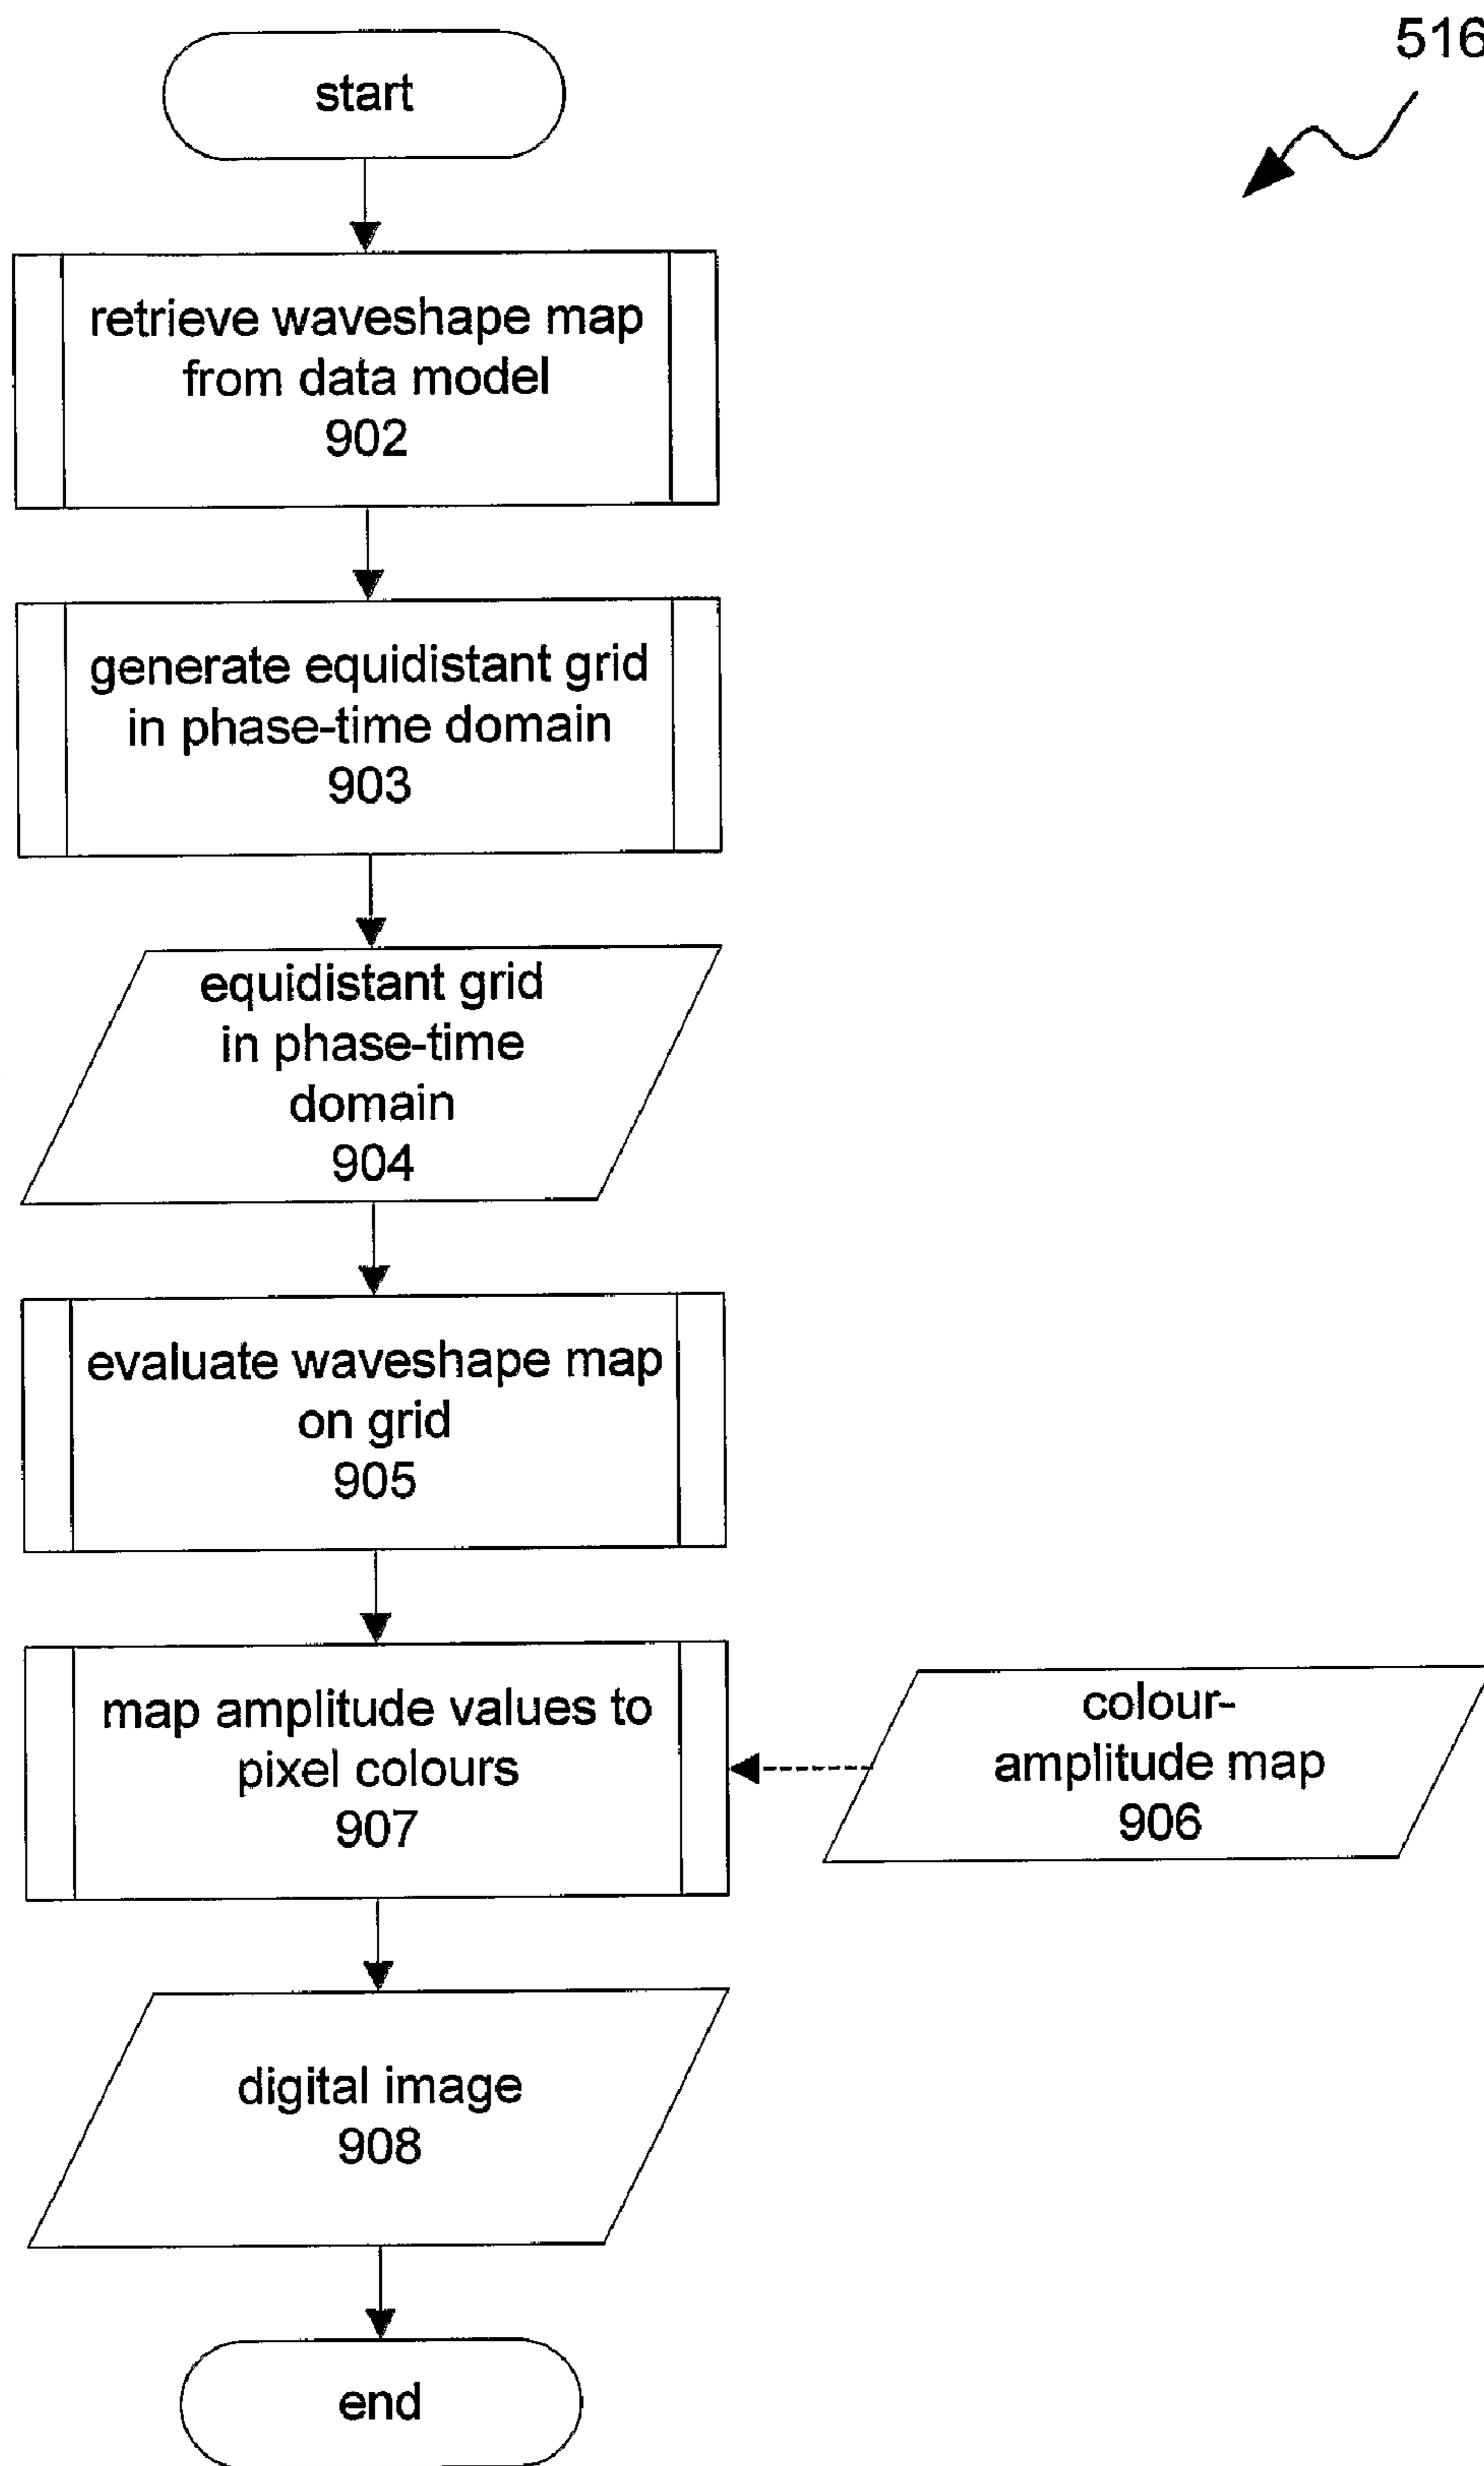 516
start
retrieve waveshape map
from data model
902
generate equidistant grid
in phase-time domain
903
equidistant grid
in phase-time
domain
904
evaluate waveshape map
on grid
905
map amplitude values to
pixel colours
907
colour-
amplitude map
906
digital image
908
end